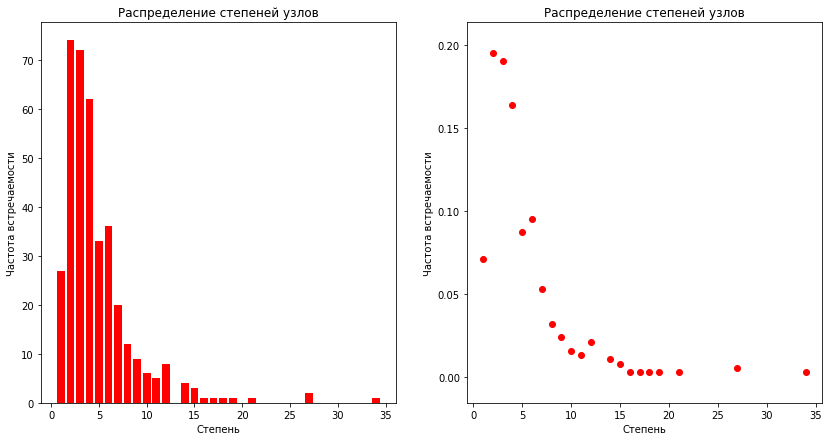 Распределение степеней узлов
Частота встречаемости
70
60
50
40
30
20
10
0
0 5 10 15 20 25 30 35
Степень
Распределение степеней узлов
Частота встречаемости
0.20
0.15
0.10
0.05
0.00
0 5 10 15 20 25 30 35
Степень